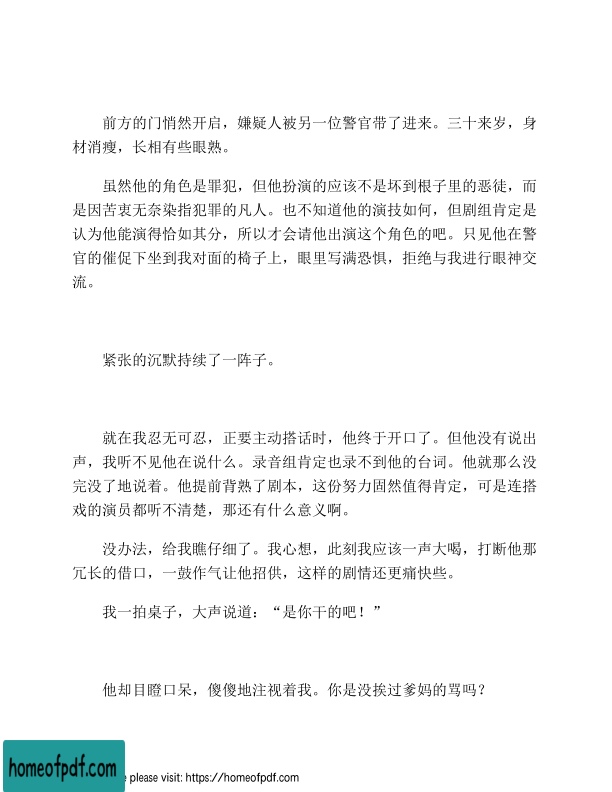 前方的门悄然开启，嫌疑人被另一位警官带了进来。三十来岁，身
材消瘦，长相有些眼熟。
虽然他的角色是罪犯，但他扮演的应该不是坏到根子里的恶徒，而
是因苦衷无奈染指犯罪的凡人。也不知道他的演技如何，但剧组肯定是
认为他能演得恰如其分，所以才会请他出演这个角色的吧。只见他在警
官的催促下坐到我对面的椅子上，眼里写满恐惧，拒绝与我进行眼神交
流。
紧张的沉默持续了一阵子。
就在我忍无可忍，正要主动搭话时，他终于开口了。但他没有说出
声，我听不见他在说什么。录音组肯定也录不到他的台词。他就那么没
完没了地说着。他提前背熟了剧本，这份努力固然值得肯定，可是连搭
戏的演员都听不清楚，那还有什么意义啊。
没办法，给我瞧仔细了。我心想，此刻我应该一声大喝，打断他那
冗长的借口，一鼓作气让他招供，这样的剧情还更痛快些。
我一拍桌子，大声说道：“是你干的吧！”
他却目瞪口呆，傻傻地注视着我。你是没挨过爹妈的骂吗？
homeofpdf.com
e please visit: https://homeofpdf.com